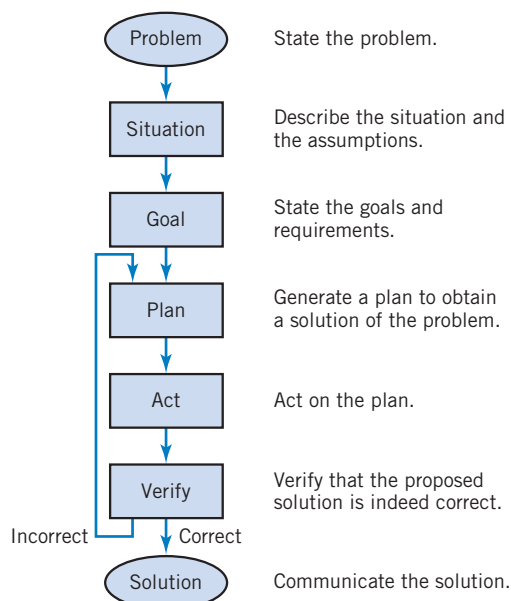 Problem
State the problem.
Situation
Describe the situation and
the assumptions.
Goal
State the goals and
requirements.
Plan
Generate a plan to obtain
a solution of the problem.
Act
Act on the plan.
Verify
Verify that the proposed
solution is indeed correct.
Incorrect
Correct
Solution
Communicate the solution.